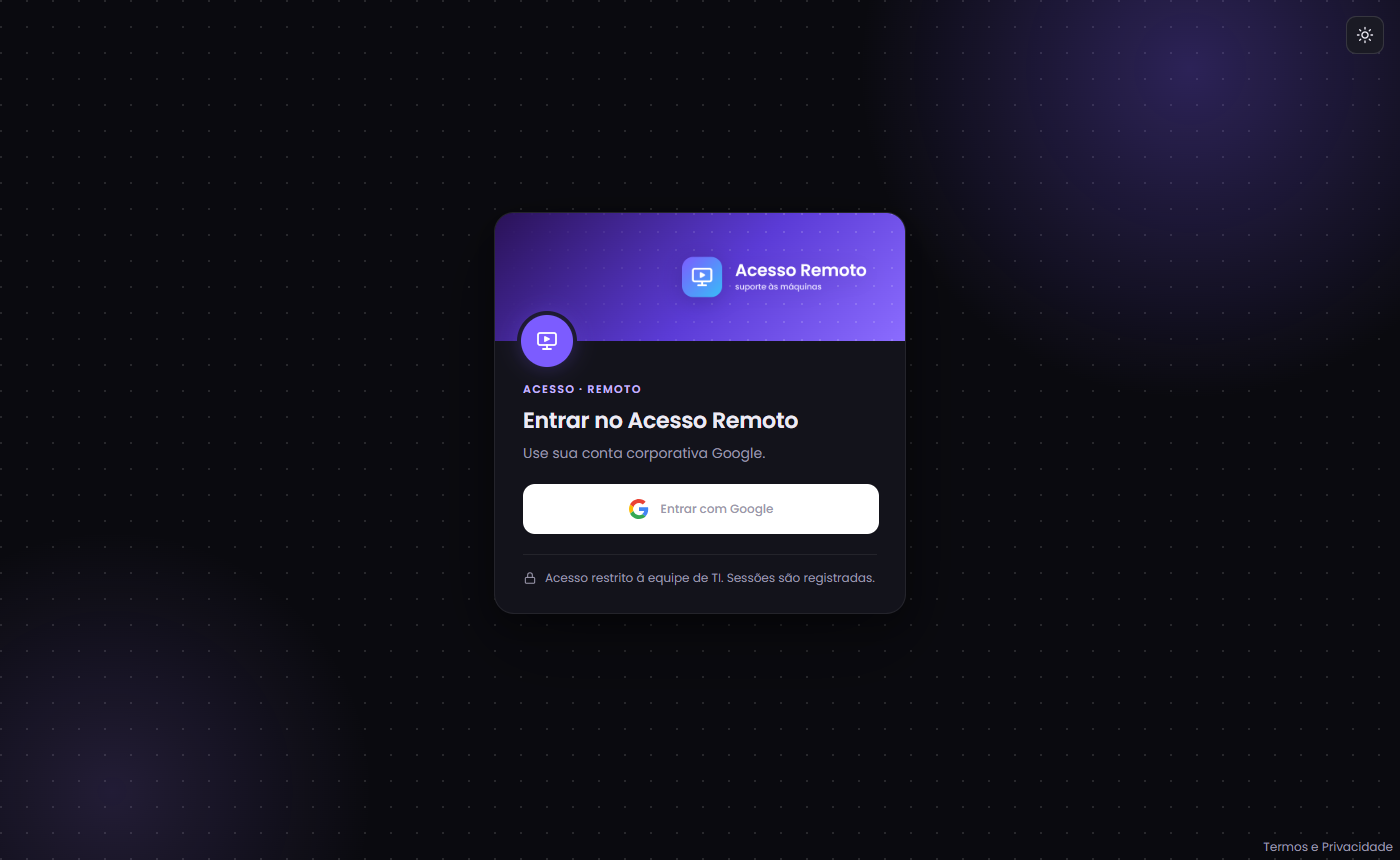 Acesso Remoto
suporte às máquinas
ACESSO · REMOTO
Entrar no Acesso Remoto
Use sua conta corporativa Google.
Entrar com Google
Acesso restrito à equipe de TI. Sessões são registradas.
Termos e Privacidade